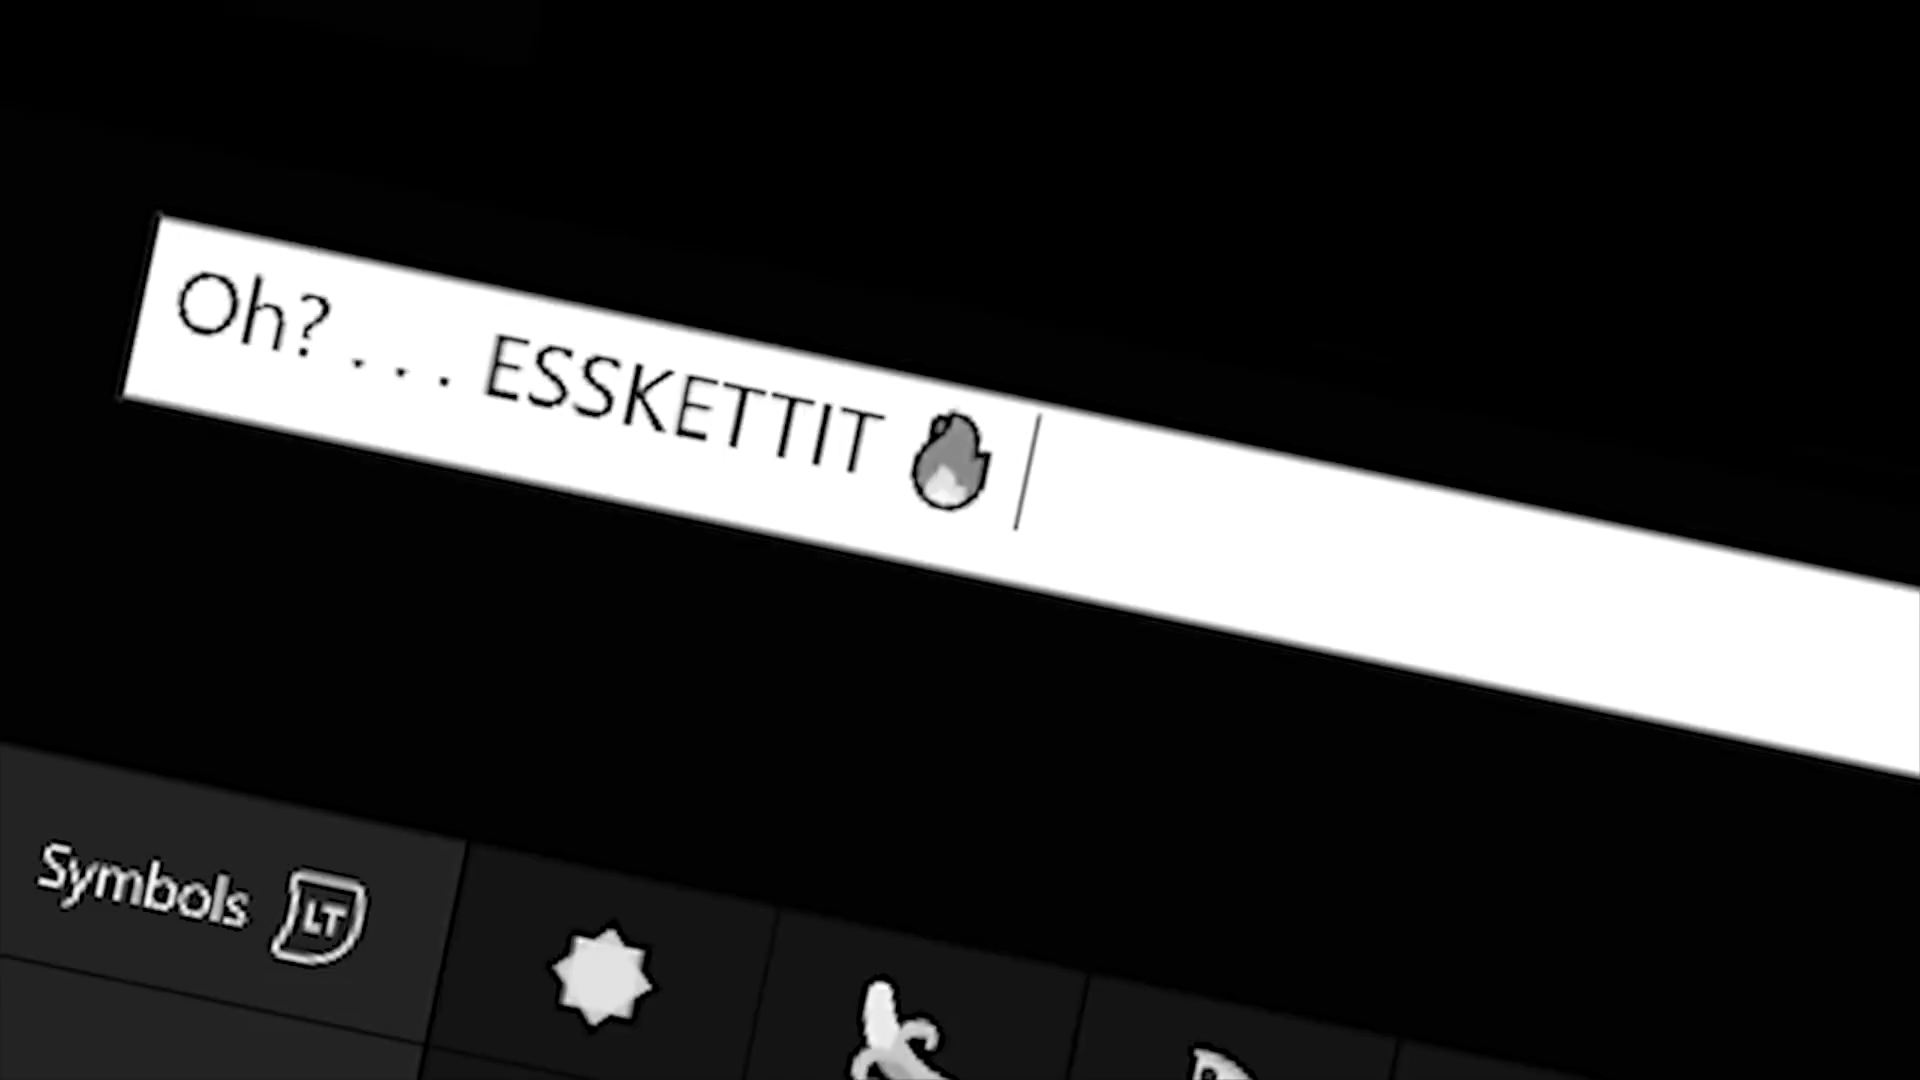 Oh? . . . ESSKETTIT 🔥
Symbols LT